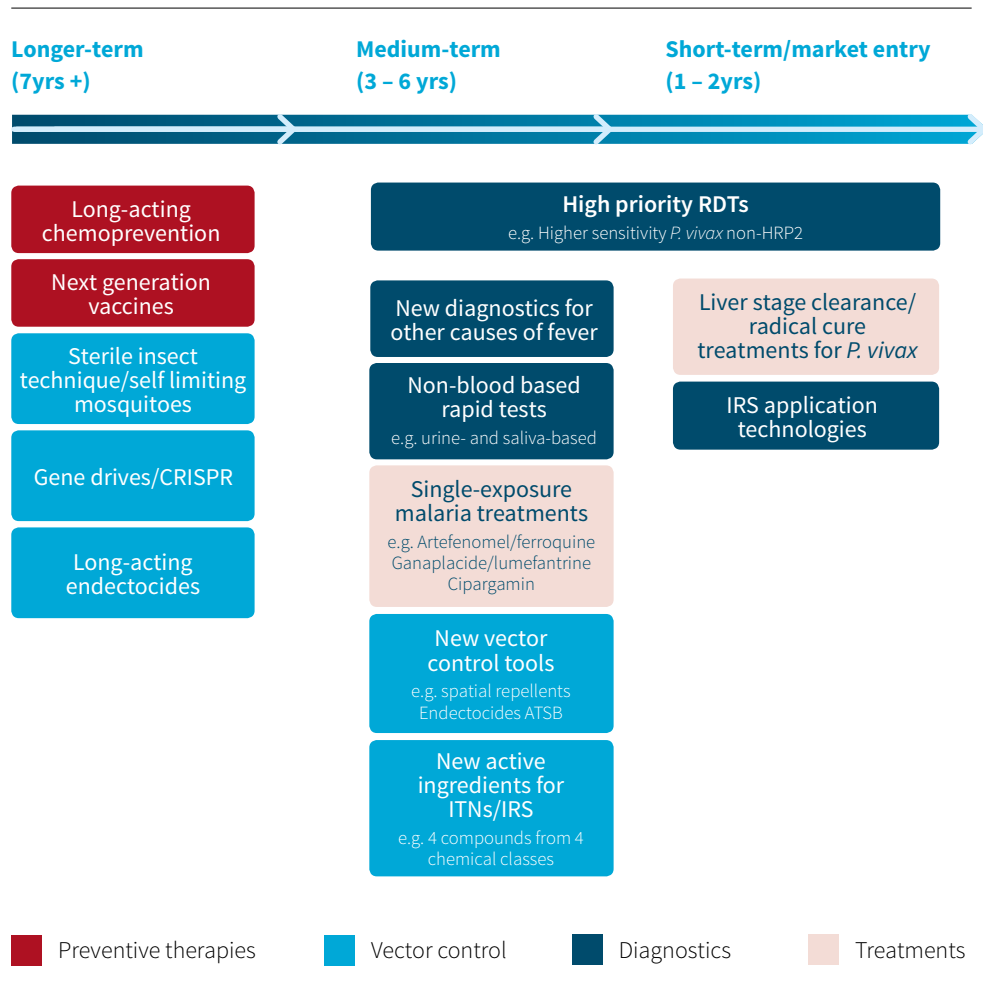 Longer-term
(7yrs +)
Medium-term
(3 – 6 yrs)
Short-term/market entry
(1 – 2yrs)
Long-acting
chemoprevention
Next generation
vaccines
Sterile insect
technique/self limiting
mosquitoes
Gene drives/CRISPR
Long-acting
endectocides
High priority RDTs
e.g. Higher sensitivity P. vivax non-HRP2
New diagnostics for
other causes of fever
Non-blood based
rapid tests
e.g. urine- and saliva-based
Single-exposure
malaria treatments
e.g. Artefenomel/ferroquine
Ganaplacide/lumefantrine
Cipargamin
New vector
control tools
e.g. spatial repellents
Endectocides ATSB
New active
ingredients for
ITNs/IRS
e.g. 4 compounds from 4
chemical classes
Liver stage clearance/
radical cure
treatments for P. vivax
IRS application
technologies
Preventive therapies
Vector control
Diagnostics
Treatments